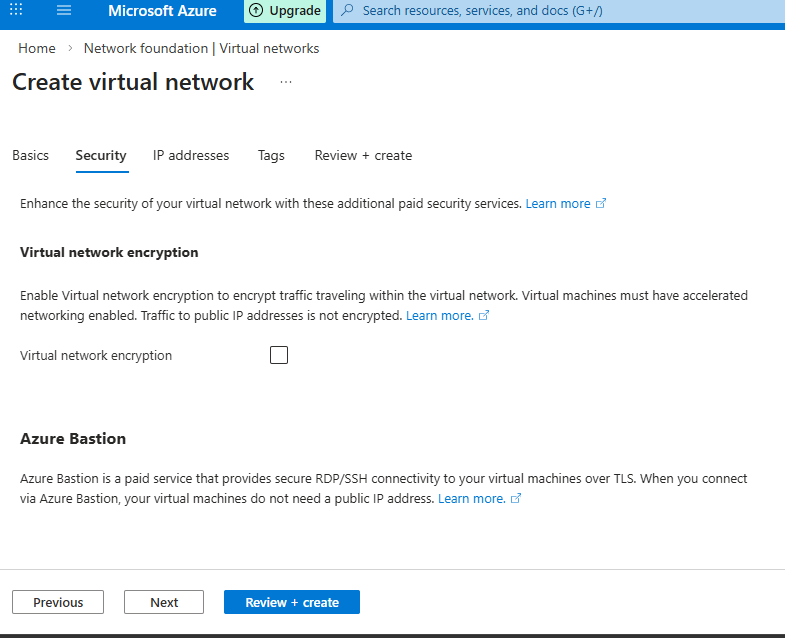 Microsoft Azure
Upgrade
Search resources, services, and docs (G+/)
Home > Network foundation | Virtual networks
Create virtual network ...
Basics
Security
IP addresses
Tags
Review + create
Enhance the security of your virtual network with these additional paid security services. Learn more
Virtual network encryption
Enable Virtual network encryption to encrypt traffic traveling within the virtual network. Virtual machines must have accelerated
networking enabled. Traffic to public IP addresses is not encrypted. Learn more.
Virtual network encryption
Azure Bastion
Azure Bastion is a paid service that provides secure RDP/SSH connectivity to your virtual machines over TLS. When you connect
via Azure Bastion, your virtual machines do not need a public IP address. Learn more.
Previous
Next
Review + create